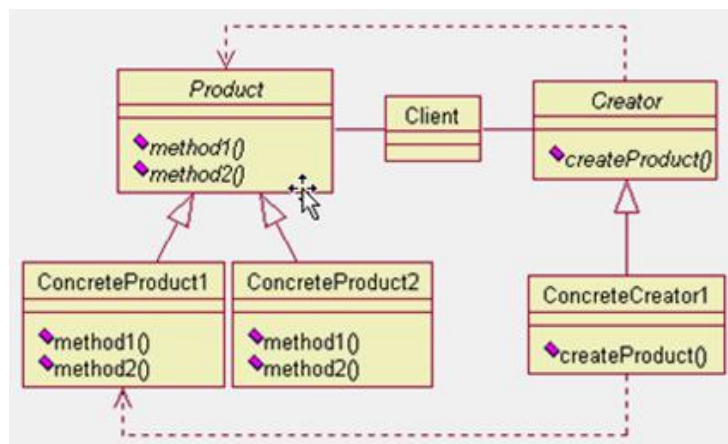 Product
method1()
method2()
Client
Creator
createProduct()
ConcreteProduct1
method1()
method2()
ConcreteProduct2
method1()
method2()
ConcreteCreator1
createProduct()